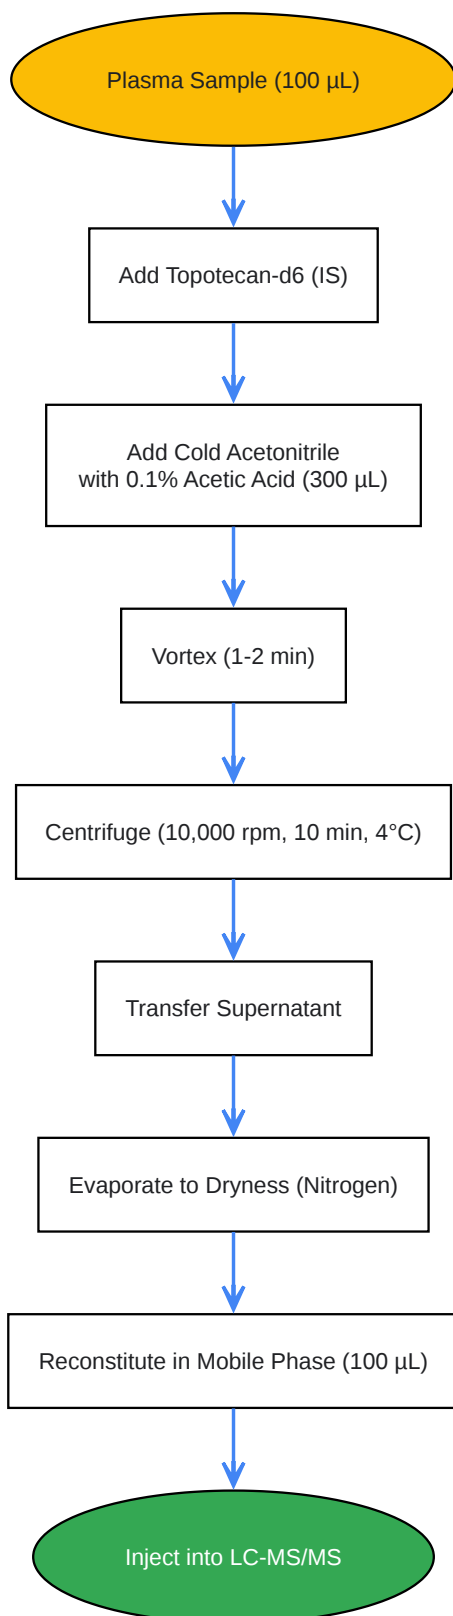 Plasma Sample (100 µL)
Add Topotecan-d6 (IS)
Add Cold Acetonitrile
with 0.1% Acetic Acid (300 µL)
Vortex (1-2 min)
Centrifuge (10,000 rpm, 10 min, 4°C)
Transfer Supernatant
Evaporate to Dryness (Nitrogen)
Reconstitute in Mobile Phase (100 µL)
Inject into LC-MS/MS